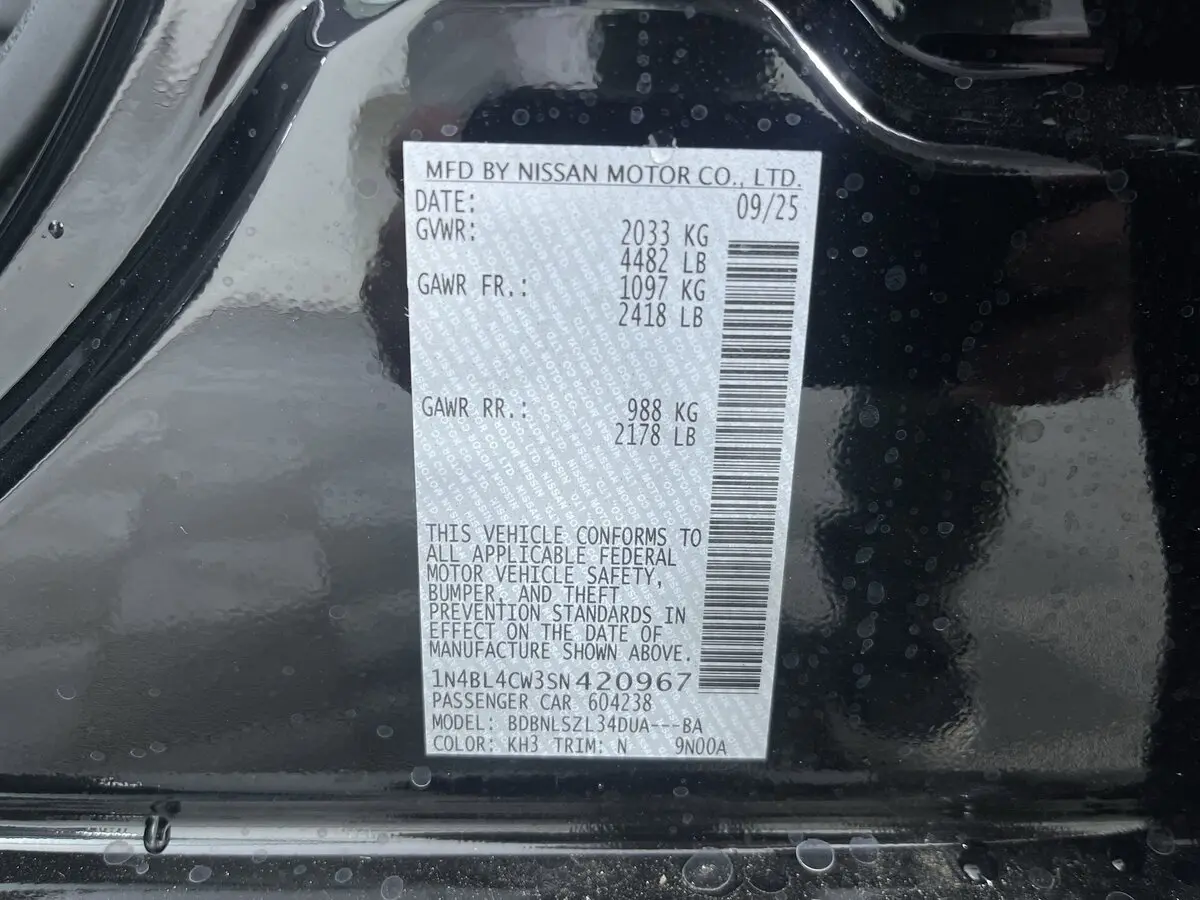 MFD BY NISSAN MOTOR CO., LTD.
DATE: 09/25
GVWR: 2033 KG
4482 LB
GAWR FR.: 1097 KG
2418 LB
GAWR RR.: 988 KG
2178 LB
THIS VEHICLE CONFORMS TO
ALL APPLICABLE FEDERAL
MOTOR VEHICLE SAFETY,
BUMPER, AND THEFT
PREVENTION STANDARDS IN
EFFECT ON THE DATE OF
MANUFACTURE SHOWN ABOVE.
1N4BL4CW3SN420967
PASSENGER CAR 604238
MODEL: BDBNLSZL34DUA---BA
COLOR: KH3 TRIM: N 9N00A